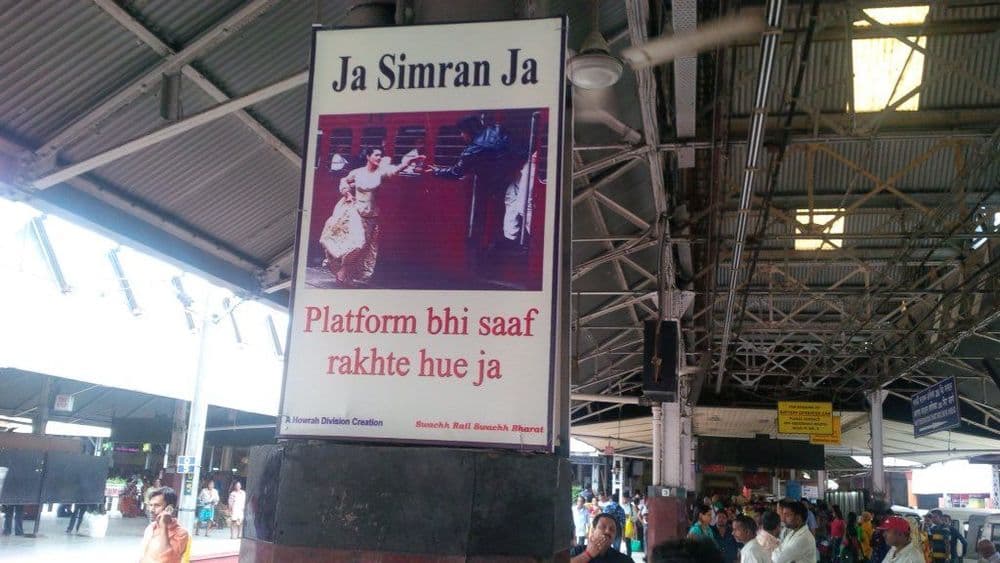 Ja Simran Ja
Platform bhi saaf
rakhte hue ja
A Howrah Division Creation
Swachh Rail Swachh Bharat